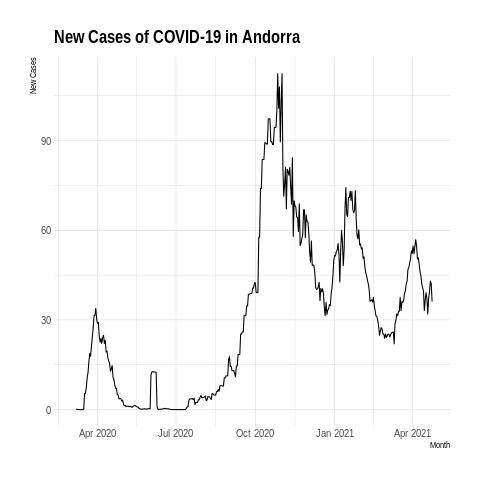 New Cases of COVID-19 in Andorra
New Cases
90
60
30
0
Apr 2020 Jul 2020 Oct 2020 Jan 2021 Apr 2021
Month